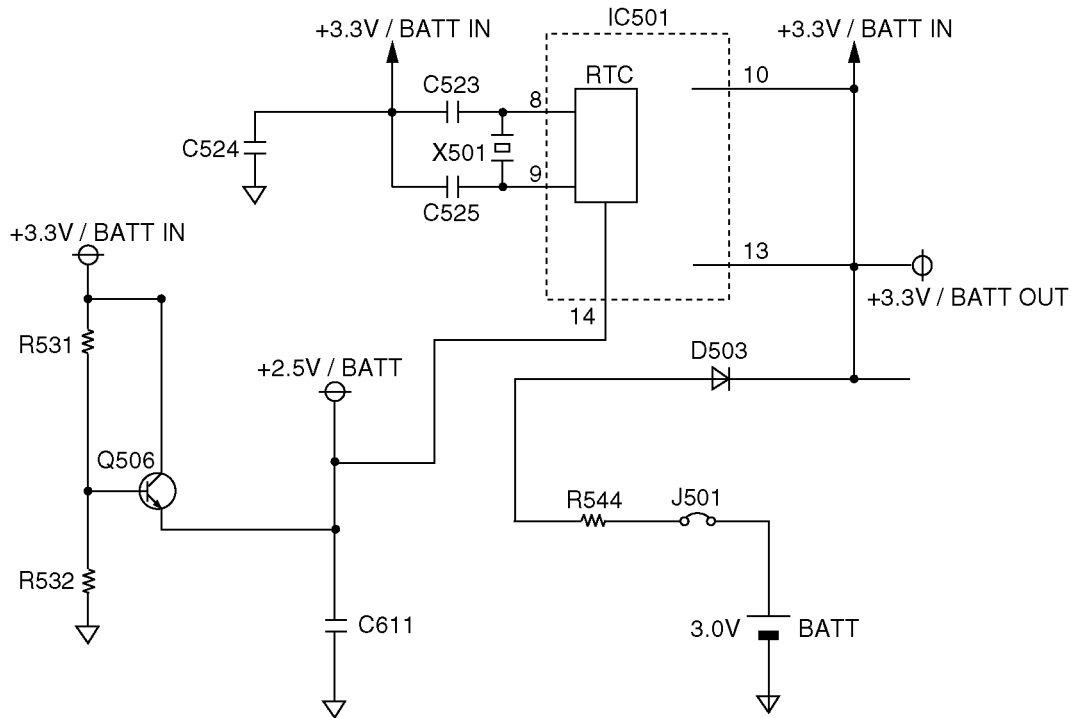 IC501
+3.3V / BATT IN
+3.3V / BATT IN
RTC
10
C523
8
C524
X501
9
C525
+3.3V / BATT IN
13
+3.3V / BATT OUT
14
R531
D503
+2.5V / BATT
Q506
R544
J501
R532
C611
3.0V
BATT